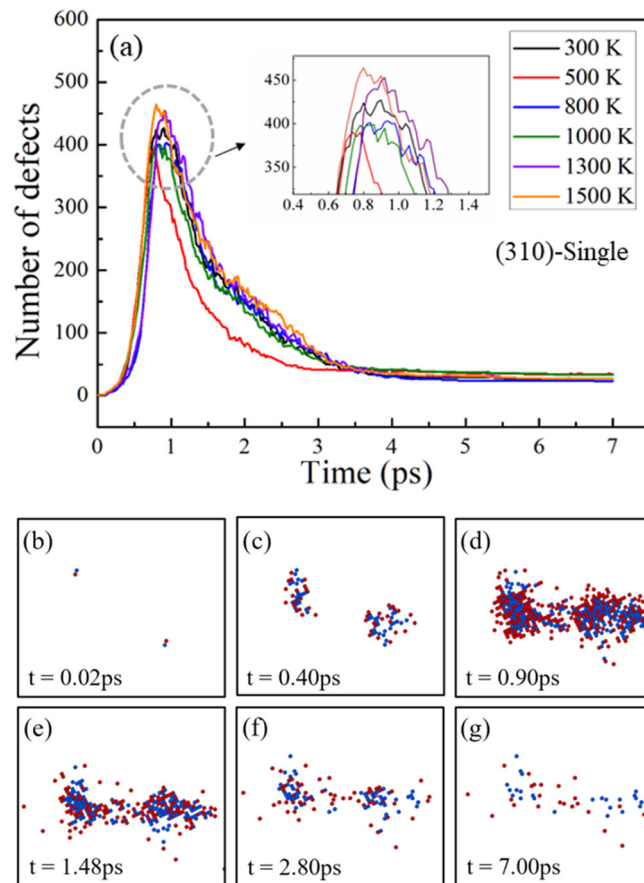 600
500
400
300
200
100
0
Number of defects
(a)
450
400
350
0.4 0.6 0.8 1.0 1.2 1.4
300 K
500 K
800 K
1000 K
1300 K
1500 K
(310)-Single
0 1 2 3 4 5 6 7
Time (ps)
(b)
t = 0.02ps
(c)
t = 0.40ps
(d)
t = 0.90ps
(e)
t = 1.48ps
(f)
t = 2.80ps
(g)
t = 7.00ps